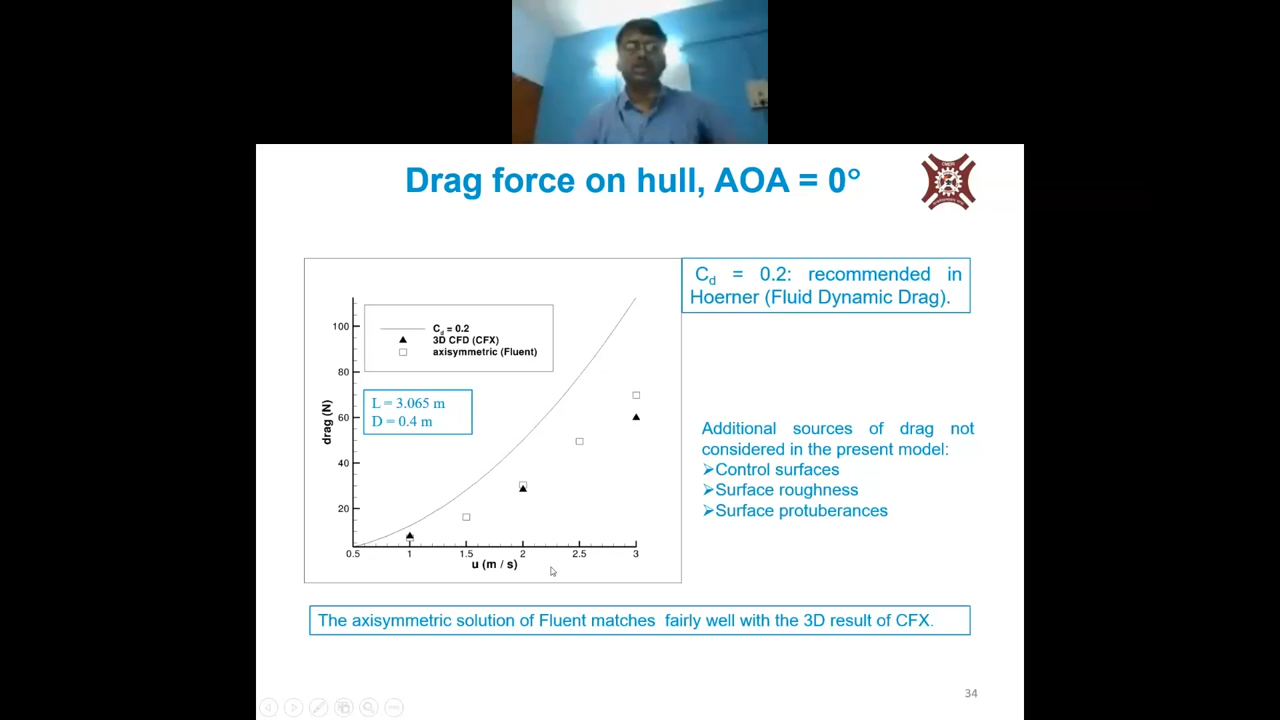 Drag force on hull, AOA = 0°
CMERI
Cd = 0.2: recommended in
Hoerner (Fluid Dynamic Drag).
Cd = 0.2
3D CFD (CFX)
axisymmetric (Fluent)
L = 3.065 m
D = 0.4 m
drag (N)
100
80
60
40
20
0.5 1 1.5 2 2.5 3
u (m / s)
Additional sources of drag not
considered in the present model:
➢Control surfaces
➢Surface roughness
➢Surface protuberances
The axisymmetric solution of Fluent matches fairly well with the 3D result of CFX.
34